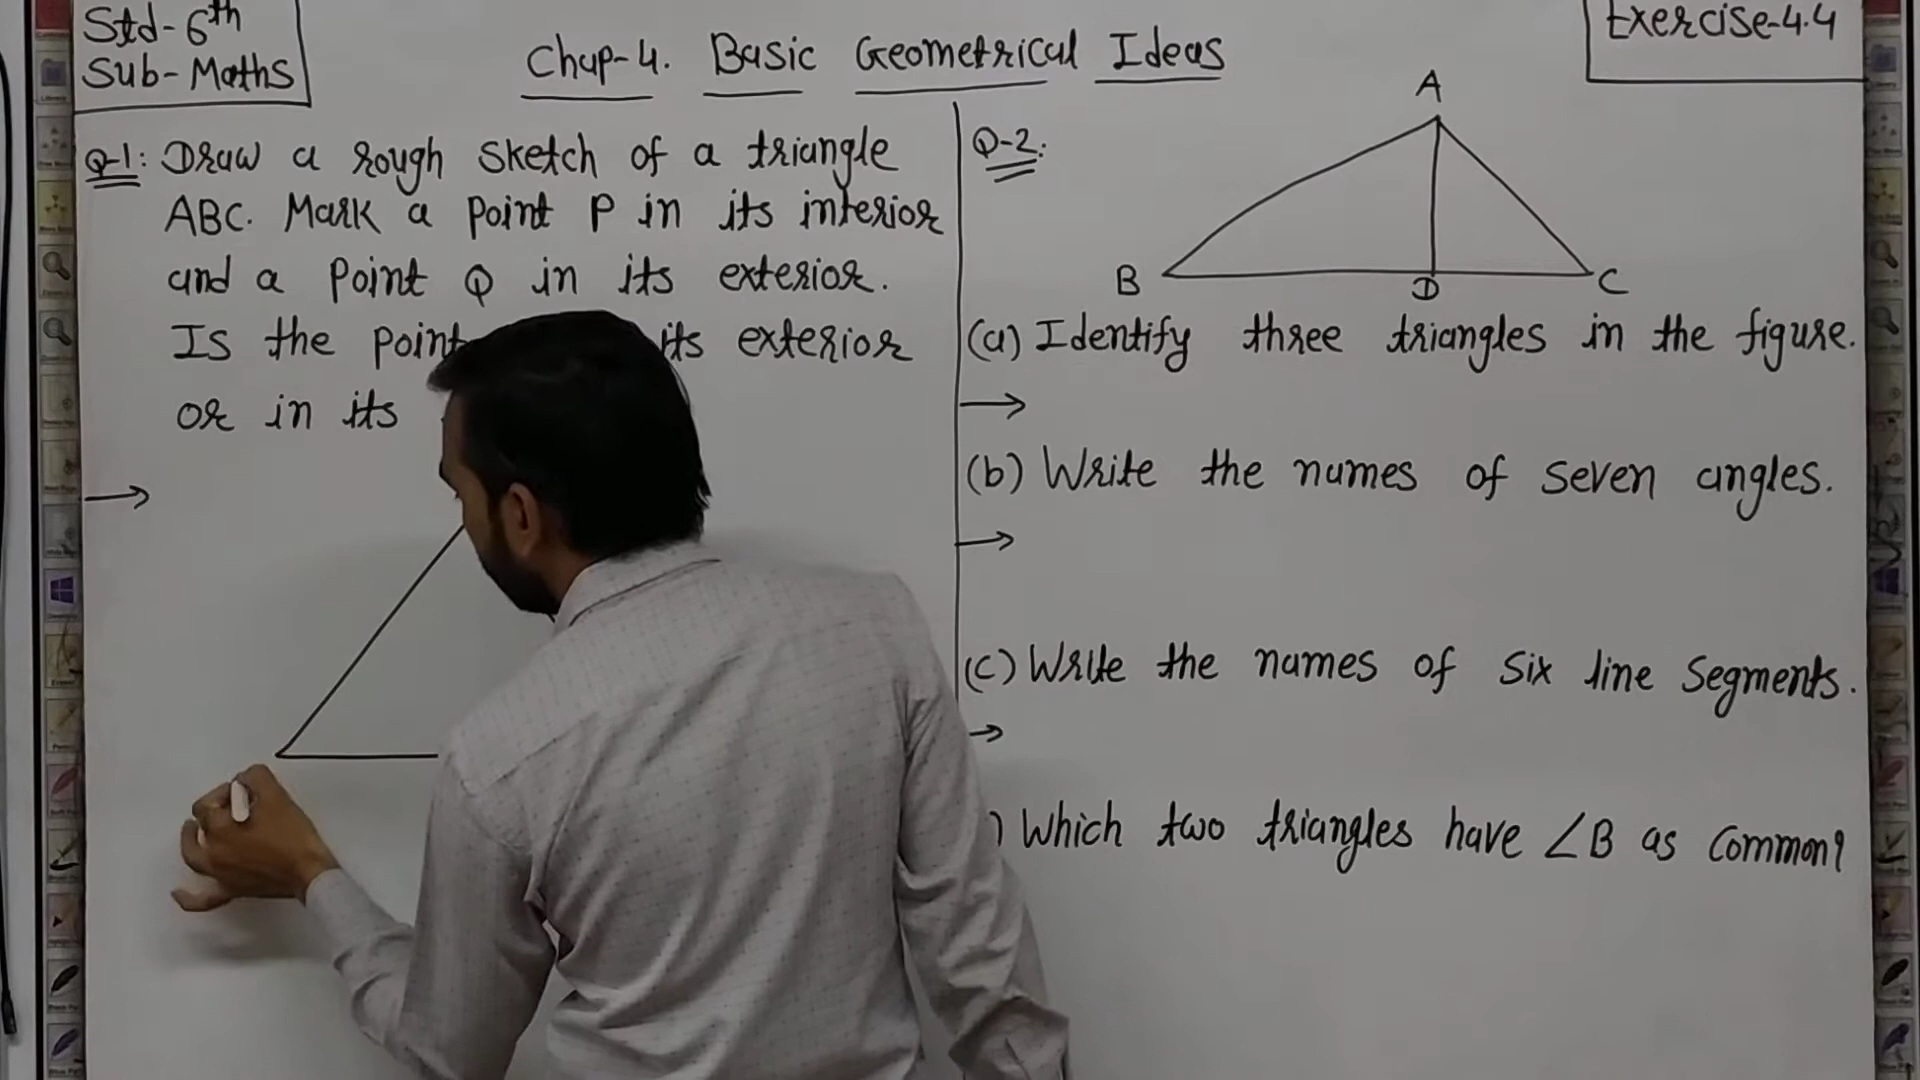 Std-6th
Sub-Maths
Chap-4. Basic Geometrical Ideas
Exercise-4.4
Q-1: Draw a rough sketch of a triangle
ABC. Mark a point P in its interior
and a point Q in its exterior.
Is the point its exterior
or in its
Q-2:
A
B
D
C
(a) Identify three triangles in the figure.
→
(b) Write the names of seven angles.
→
(c) Write the names of six line segments.
→
) Which two triangles have ∠B as common?
→